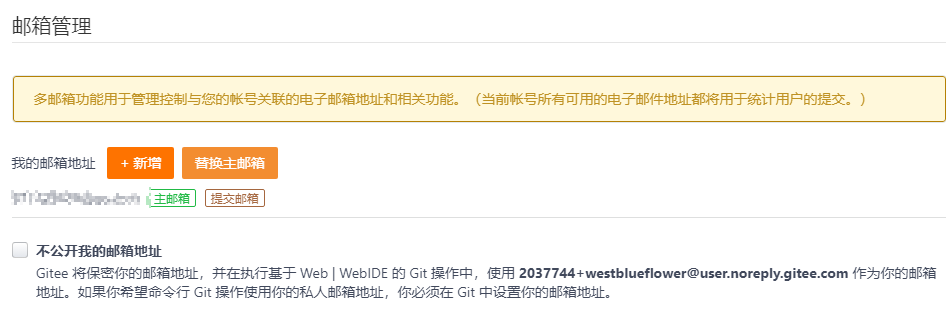 邮箱管理
多邮箱功能用于管理控制与您的帐号关联的电子邮箱地址和相关功能。（当前帐号所有可用的电子邮件地址都将用于统计用户的提交。）
我的邮箱地址 + 新增 替换主邮箱
主邮箱 提交邮箱
不公开我的邮箱地址
Gitee 将保密你的邮箱地址，并在执行基于 Web | WebIDE 的 Git 操作中，使用 2037744+westblueflower@user.noreply.gitee.com 作为你的邮箱
地址。如果你希望命令行 Git 操作使用你的私人邮箱地址，你必须在 Git 中设置你的邮箱地址。